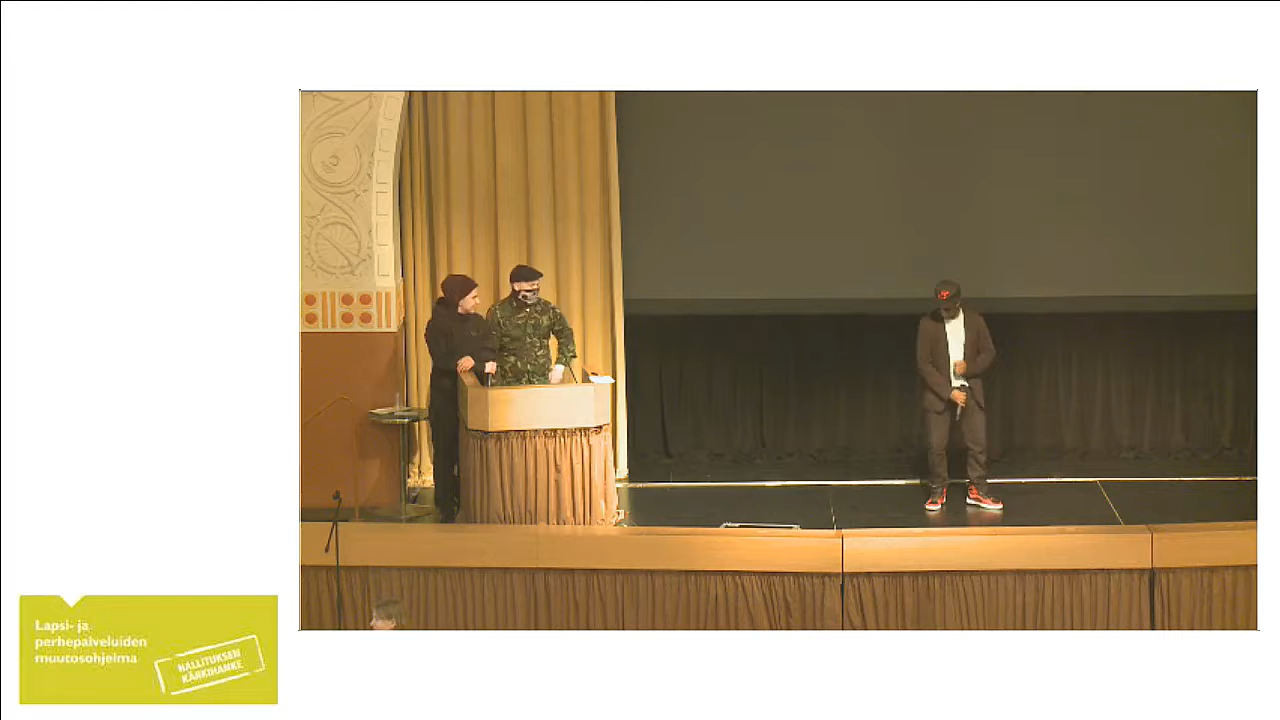 Lapsi- ja
perhepalveluiden
muutosohjelma
HALLITUKSEN
KÄRKIHANKE